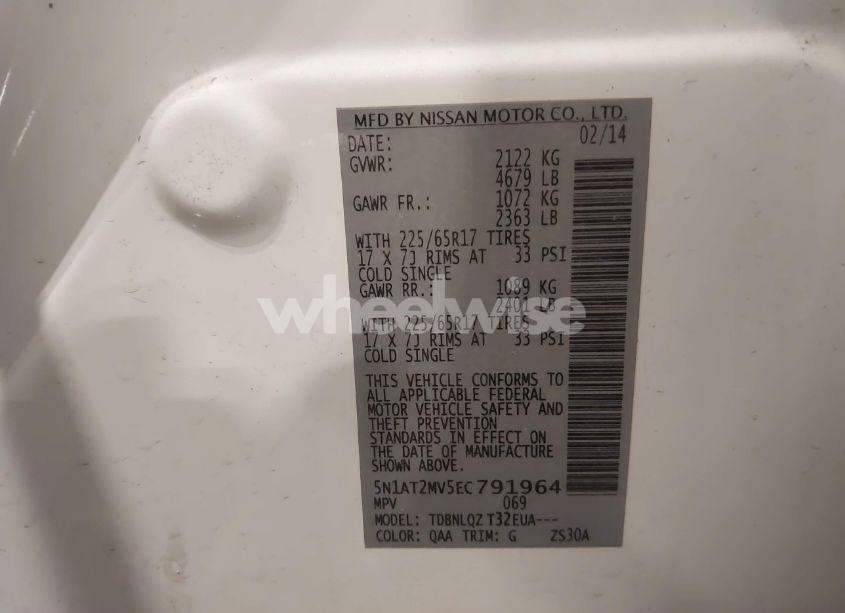 MFD BY NISSAN MOTOR CO., LTD.
DATE: 02/14
GVWR: 2122 KG
4679 LB
GAWR FR.: 1072 KG
2363 LB
WITH 225/65R17 TIRES
17 X 7J RIMS AT 33 PSI
COLD SINGLE
GAWR RR.: 1089 KG
2401 LB
wheelwise
WITH 225/65R17 TIRES
17 X 7J RIMS AT 33 PSI
COLD SINGLE
THIS VEHICLE CONFORMS TO
ALL APPLICABLE FEDERAL
MOTOR VEHICLE SAFETY AND
THEFT PREVENTION
STANDARDS IN EFFECT ON
THE DATE OF MANUFACTURE
SHOWN ABOVE.
5N1AT2MV5EC791964
MPV 069
MODEL: TDBNLQZ T32EUA---
COLOR: QAA TRIM: G ZS30A